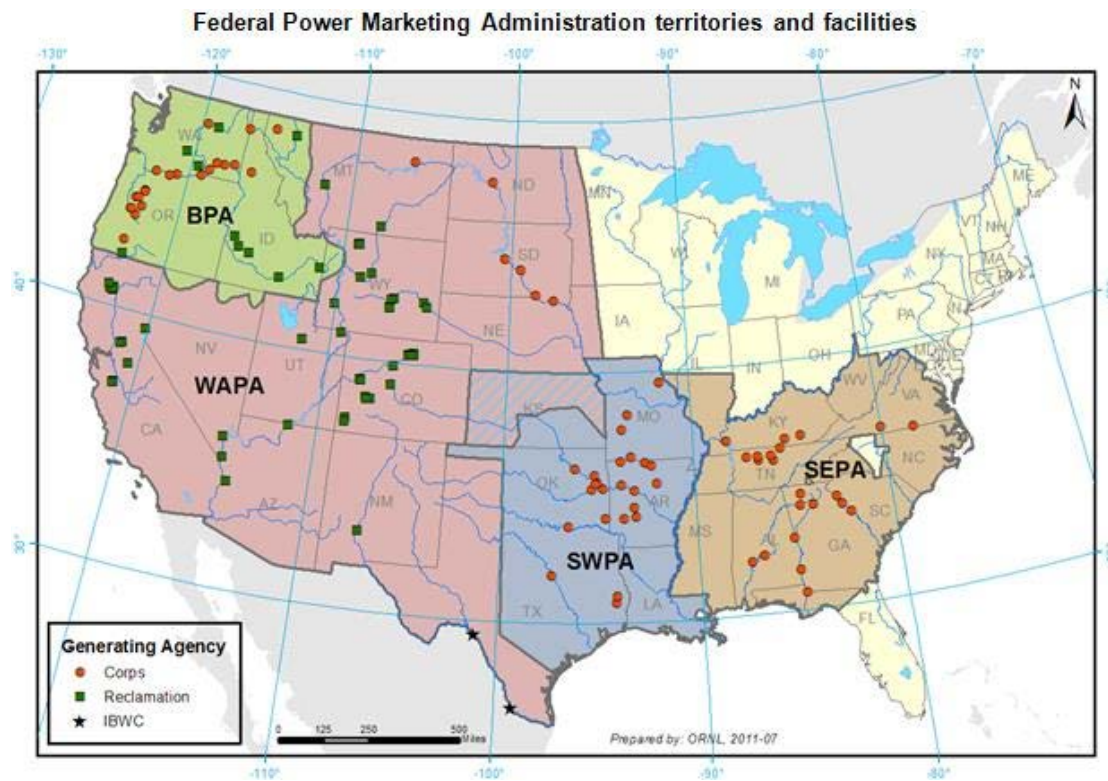 Federal Power Marketing Administration territories and facilities
-130°
-120°
-110°
-100°
-90°
-80°
-70°
N
WA
MT
ND
MN
ME
OR
BPA
ID
SD
WI
MI
VT
NH
NY
MA
CT
RI
40°
WY
IA
PA
NE
IL
IN
OH
NV
UT
WAPA
CO
KS
MO
WV
VA
KY
CA
SEPA
NC
OK
TN
AZ
NM
AR
SC
MS
AL
GA
30°
SWPA
TX
LA
FL
Generating Agency
Corps
Reclamation
IBWC
0 125 250 500
Miles
Prepared by: ORNL, 2011-07
-110°
-100°
-90°
-80°